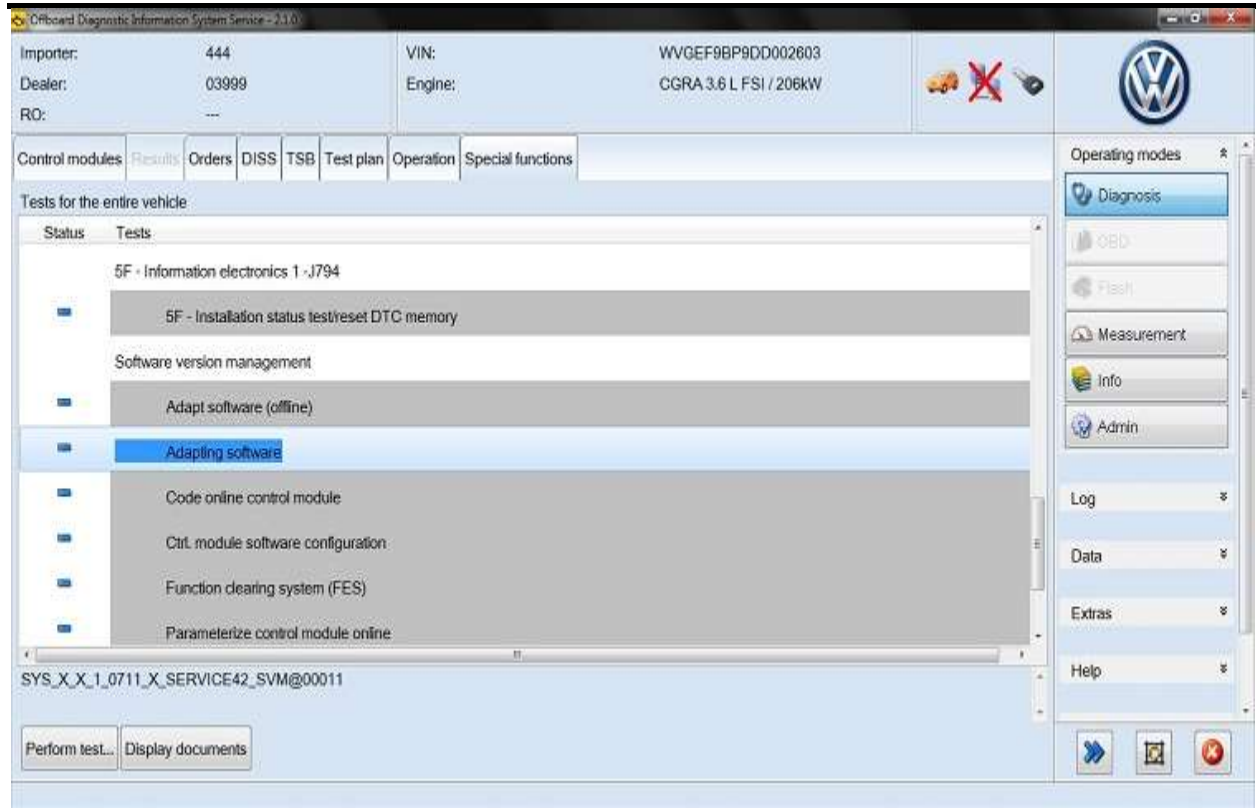 Offboard Diagnostic Information System Service - 2.1.0
Importer: 444 VIN: WVGEF9BP9DD002603
Dealer: 03999 Engine: CGRA 3.6 L FSI / 206kW
RO: ---
Control modules Results Orders DISS TSB Test plan Operation Special functions
Tests for the entire vehicle
Status Tests
5F - Information electronics 1 -J794
5F - Installation status test/reset DTC memory
Software version management
Adapt software (offline)
Adapting software
Code online control module
Ctrl. module software configuration
Function clearing system (FES)
Parameterize control module online
SYS_X_X_1_0711_X_SERVICE42_SVM@00011
Perform test... Display documents
Operating modes
Diagnosis
OBD
Flash
Measurement
Info
Admin
Log
Data
Extras
Help